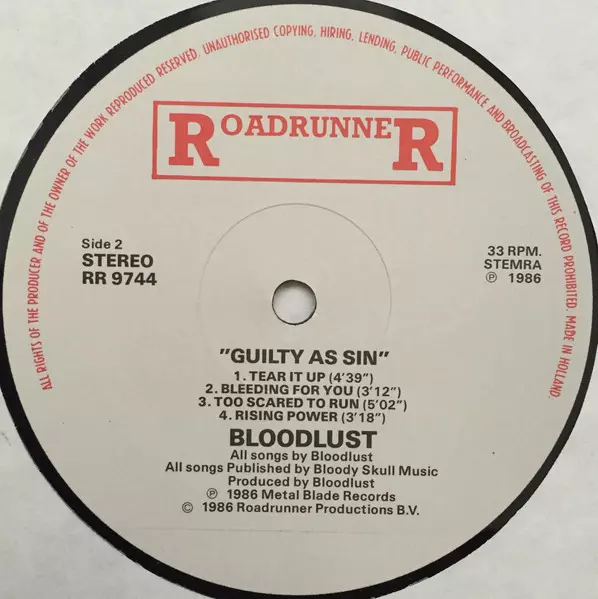 ALL RIGHTS OF THE PRODUCER AND OF THE OWNER OF THE WORK REPRODUCED RESERVED. UNAUTHORISED COPYING, HIRING, LENDING, PUBLIC PERFORMANCE AND BROADCASTING OF THIS RECORD PROHIBITED. MADE IN HOLLAND.
ROADRUNNER
Side 2
STEREO
RR 9744
33 RPM.
STEMRA
℗ 1986
"GUILTY AS SIN"
1. TEAR IT UP (4'39")
2. BLEEDING FOR YOU (3'12")
3. TOO SCARED TO RUN (5'02")
4. RISING POWER (3'18")
BLOODLUST
All songs by Bloodlust
All songs Published by Bloody Skull Music
Produced by Bloodlust
℗ 1986 Metal Blade Records
© 1986 Roadrunner Productions B.V.